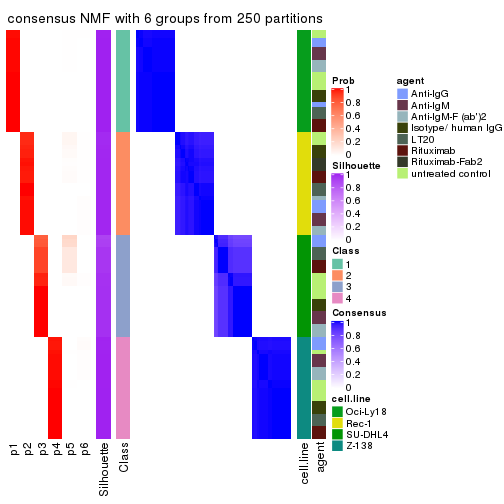 consensus NMF with 6 groups from 250 partitions
Prob
1
0.8
0.6
0.4
0.2
0
Silhouette
1
0.8
0.6
0.4
0.2
0
Class
1
2
3
4
Consensus
1
0.8
0.6
0.4
0.2
0
cell.line
Oci-Ly18
Rec-1
SU-DHL4
Z-138
agent
Anti-IgG
Anti-IgM
Anti-IgM-F (ab')2
Isotype/ human IgG
LT20
Rituximab
Rituximab-Fab2
untreated control
p1
p2
p3
p4
p5
p6
Silhouette
Class
cell.line
agent